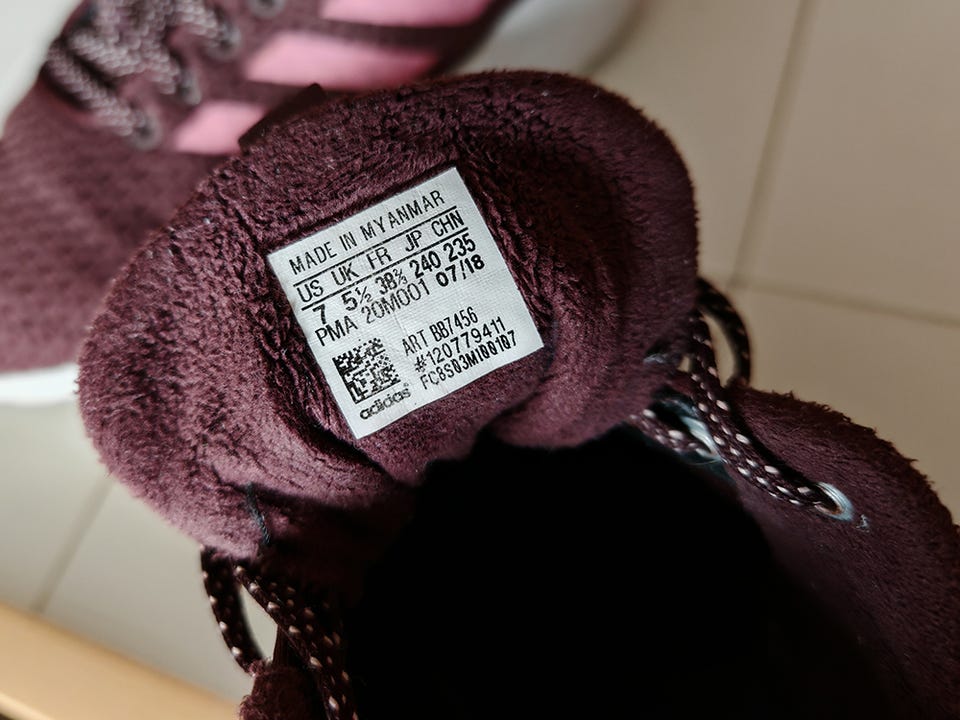 MADE IN MYANMAR
US UK FR JP CHN
7 5½ 38⅔ 240 235
PMA 20M001 07/18
ART BB7456
#120779411
FC8S03M100107
adidas